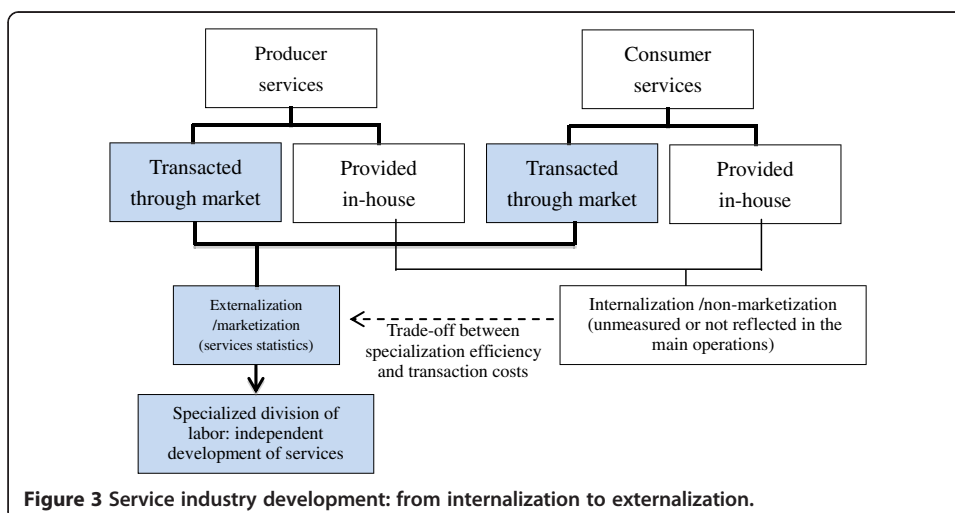 Producer
services
Consumer
services
Transacted
through market
Provided
in-house
Transacted
through market
Provided
in-house
Externalization
/marketization
(services statistics)
Trade-off between
specialization efficiency
and transaction costs
Internalization /non-marketization
(unmeasured or not reflected in the
main operations)
Specialized division of
labor: independent
development of services
Figure 3 Service industry development: from internalization to externalization.